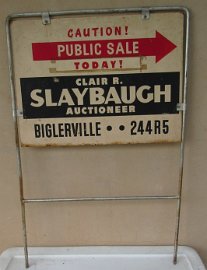 CAUTION!
PUBLIC SALE
TODAY!
CLAIR R.
SLAYBAUGH
AUCTIONEER
BIGLERVILLE •• 244R5